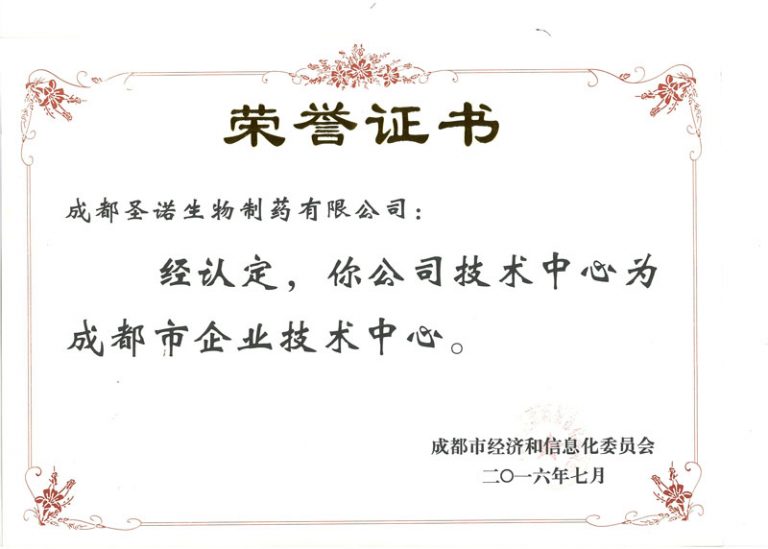 荣誉证书
成都圣诺生物制药有限公司：
经认定，你公司技术中心为
成都市企业技术中心。
成都市经济和信息化委员会
二〇一六年七月